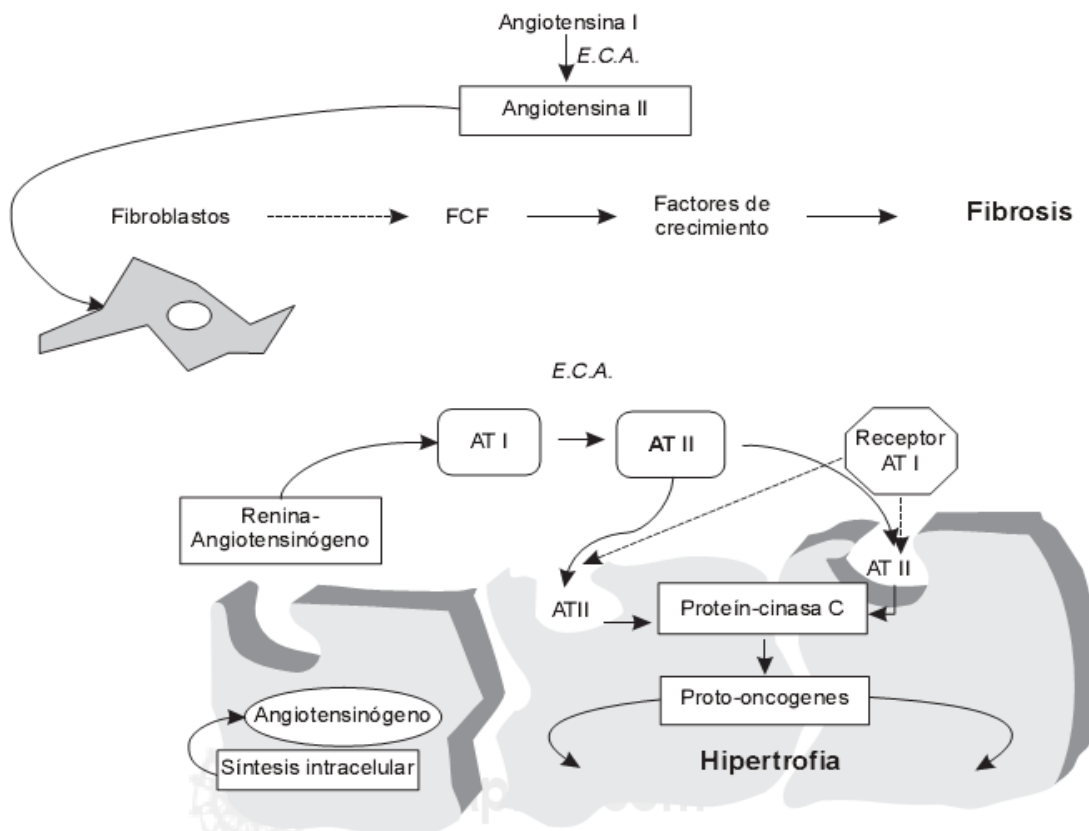 Angiotensina I
E.C.A.
Angiotensina II
Fibroblastos
FCF
Factores de
crecimiento
Fibrosis
E.C.A.
AT I
AT II
Receptor
AT I
Renina-
Angiotensinógeno
AT II
ATII
Proteín-cinasa C
Proto-oncogenes
Angiotensinógeno
Síntesis intracelular
Hipertrofia